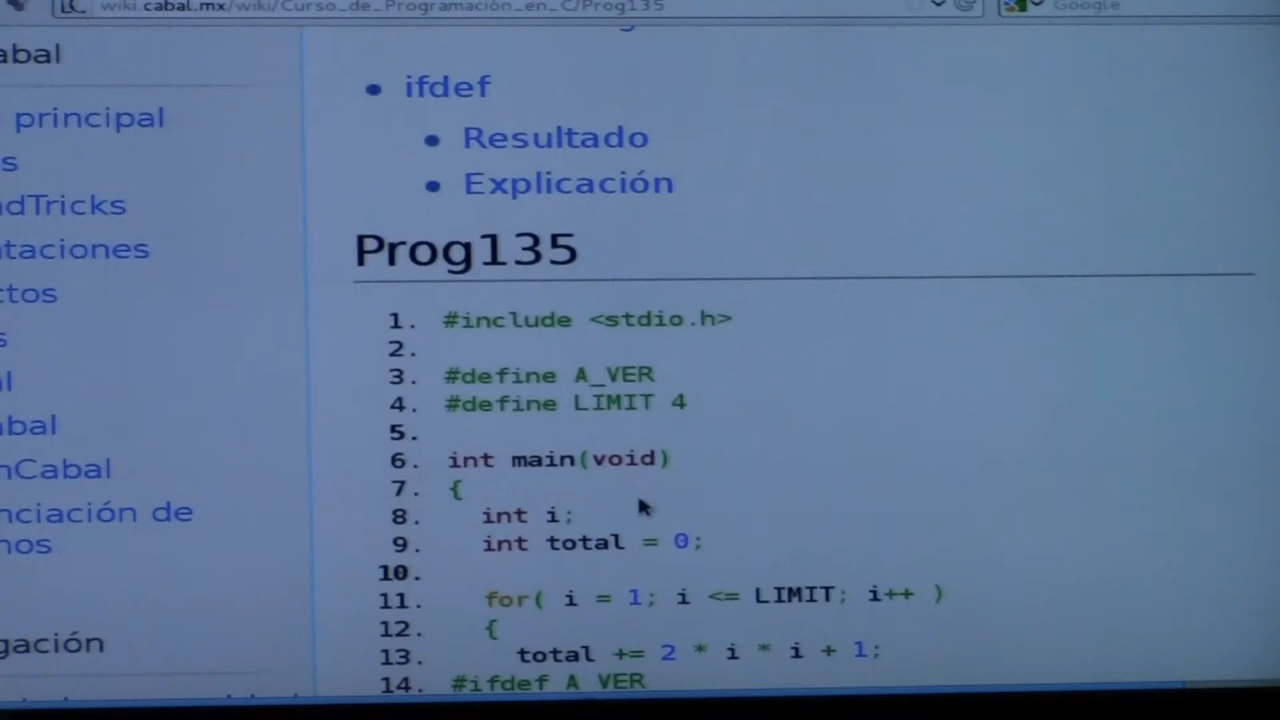 wiki.cabal.mx/wiki/Curso_de_Programación_en_C/Prog135
Google
abal
principal
s
dTricks
taciones
ctos
s
l
abal
nCabal
nciación de
nos
gación
ifdef
Resultado
Explicación
Prog135
1. #include <stdio.h>
2.
3. #define A_VER
4. #define LIMIT 4
5.
6. int main(void)
7. {
8. int i;
9. int total = 0;
10.
11. for( i = 1; i <= LIMIT; i++ )
12. {
13. total += 2 * i * i + 1;
14. #ifdef A_VER